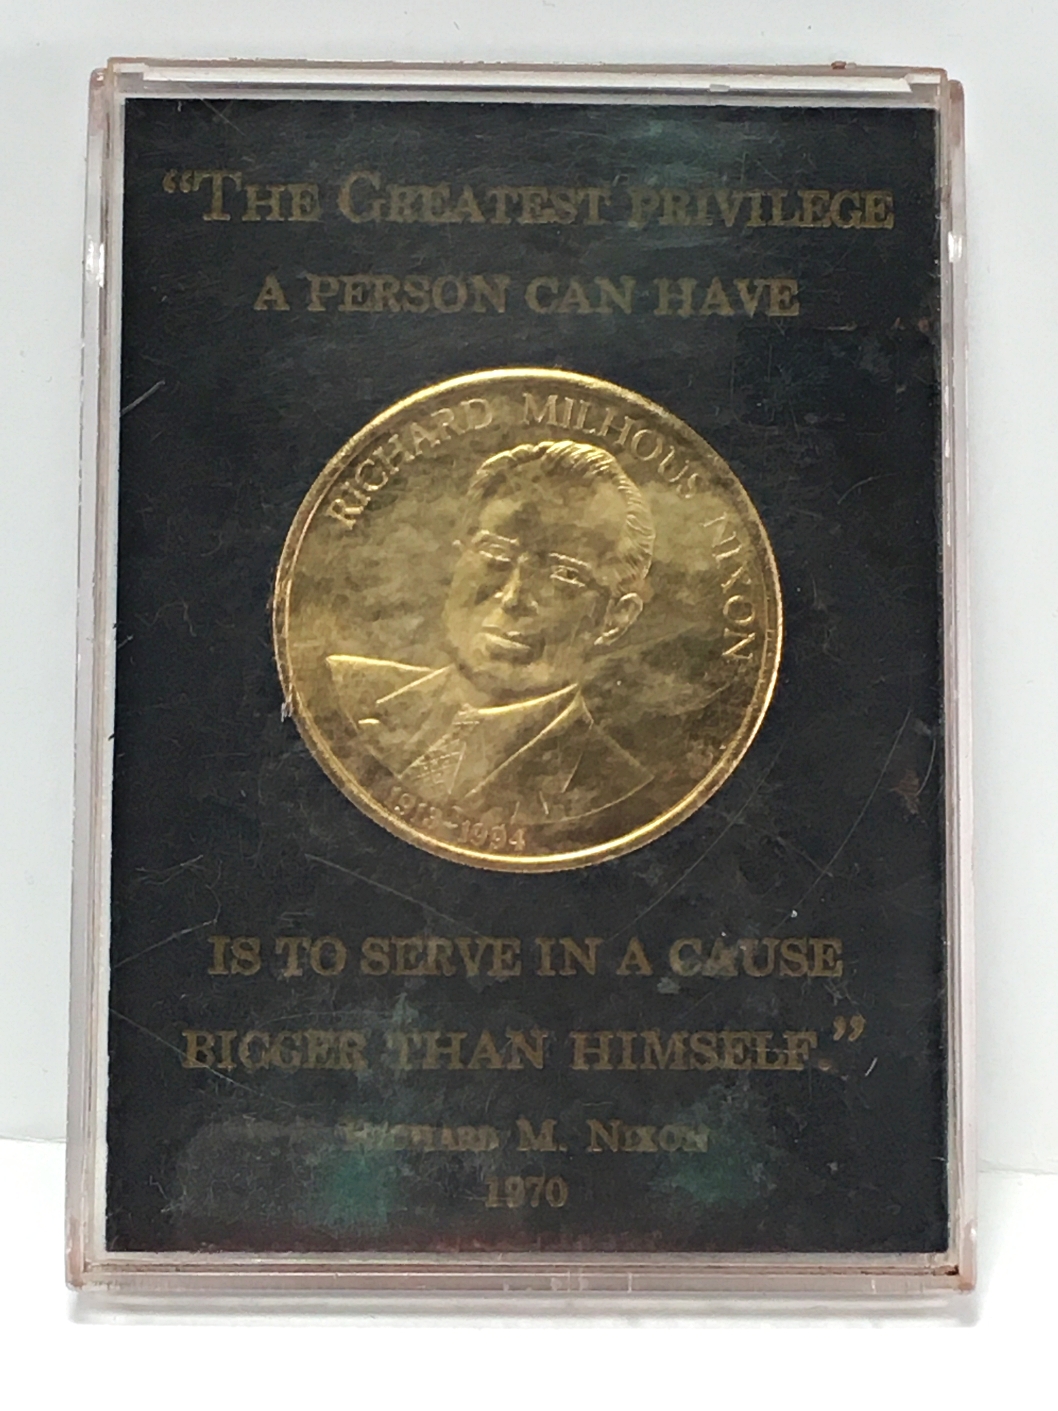 “THE GREATEST PRIVILEGE
A PERSON CAN HAVE
RICHARD MILHOUS NIXON
1913-1994
IS TO SERVE IN A CAUSE
BIGGER THAN HIMSELF.”
RICHARD M. NIXON
1970